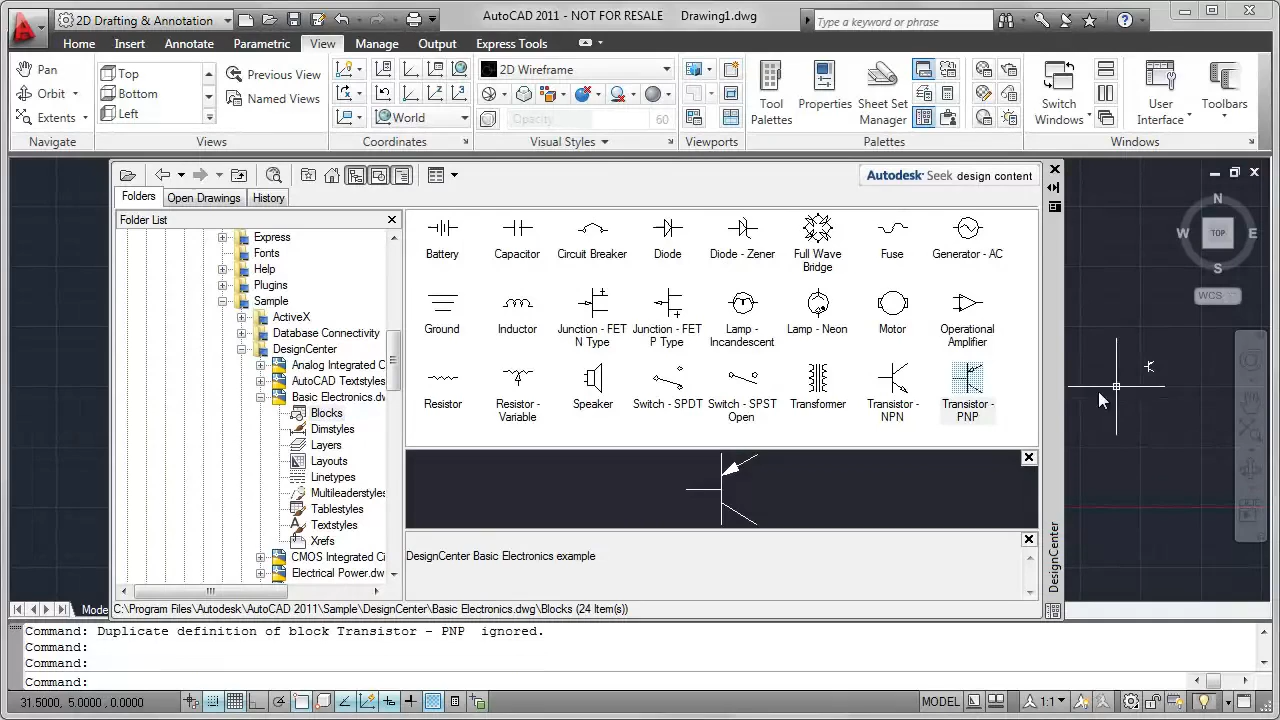 2D Drafting & Annotation
AutoCAD 2011 - NOT FOR RESALE Drawing1.dwg
Type a keyword or phrase
Home Insert Annotate Parametric View Manage Output Express Tools
Pan
Orbit
Extents
Navigate
Top
Bottom
Left
Previous View
Named Views
Views
World
Coordinates
2D Wireframe
Opacity 60
Visual Styles
Viewports
Tool Palettes
Properties
Sheet Set Manager
Palettes
Switch Windows
User Interface
Toolbars
Windows
Autodesk Seek design content
Folders Open Drawings History
Folder List
Express
Fonts
Help
Plugins
Sample
ActiveX
Database Connectivity
DesignCenter
Analog Integrated C
AutoCAD Textstyles
Basic Electronics.dw
Blocks
Dimstyles
Layers
Layouts
Linetypes
Multileaderstyles
Tablestyles
Textstyles
Xrefs
CMOS Integrated Ci
Electrical Power.dw
Battery Capacitor Circuit Breaker Diode Diode - Zener Full Wave Bridge Fuse Generator - AC
Ground Inductor Junction - FET N Type Junction - FET P Type Lamp - Incandescent Lamp - Neon Motor Operational Amplifier
Resistor Resistor - Variable Speaker Switch - SPDT Switch - SPST Open Transformer Transistor - NPN Transistor - PNP
DesignCenter Basic Electronics example
DesignCenter
C:\Program Files\Autodesk\AutoCAD 2011\Sample\DesignCenter\Basic Electronics.dwg\Blocks (24 Item(s))
N
W TOP E
S
WCS
Mode
Command: Duplicate definition of block Transistor - PNP ignored.
Command:
Command:
Command:
31.5000, 5.0000 , 0.0000
MODEL
1:1